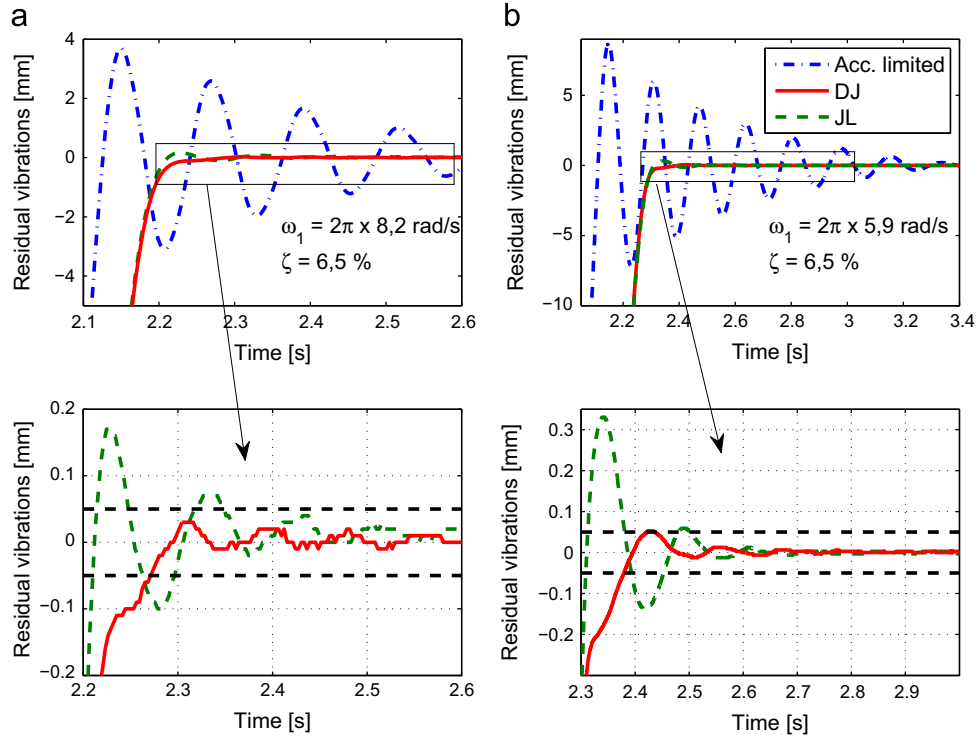 a
b
4
2
0
−2
−4
2.1 2.2 2.3 2.4 2.5 2.6
Residual vibrations [mm]
Time [s]
ω1 = 2π x 8,2 rad/s
ζ = 6,5 %
5
0
−5
−10
2.2 2.4 2.6 2.8 3 3.2 3.4
Residual vibrations [mm]
Time [s]
Acc. limited
DJ
JL
ω1 = 2π x 5,9 rad/s
ζ = 6,5 %
0.2
0.1
0
−0.1
−0.2
2.2 2.3 2.4 2.5 2.6
Residual vibrations [mm]
Time [s]
0.3
0.2
0.1
0
−0.1
−0.2
2.3 2.4 2.5 2.6 2.7 2.8 2.9
Residual vibrations [mm]
Time [s]